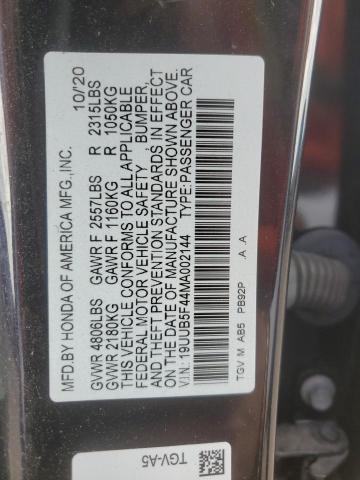 MFD.BY HONDA OF AMERICA MFG.,INC. 10/'20
GVWR 4806LBS GAWR F 2557LBS R 2315LBS
GVWR 2180KG GAWR F 1160KG R 1050KG
THIS VEHICLE CONFORMS TO ALL APPLICABLE
FEDERAL MOTOR VEHICLE SAFETY, BUMPER,
AND THEFT PREVENTION STANDARDS IN EFFECT
ON THE DATE OF MANUFACTURE SHOWN ABOVE.
V.I.N.:19UUB5F44MA002144 TYPE:PASSENGER CAR
TGV M AB5 PB92P A A
TGV-A5